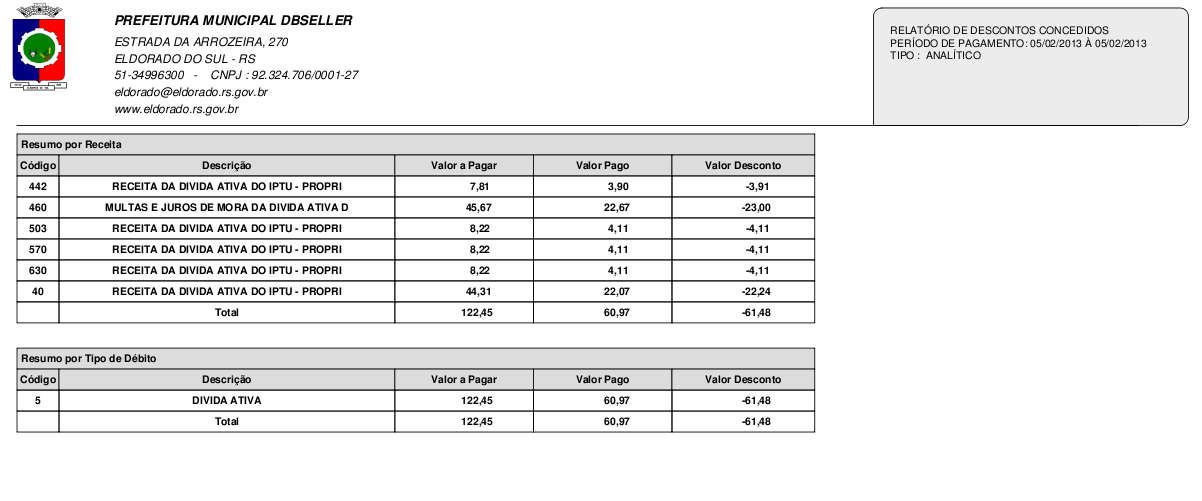 PREFEITURA MUNICIPAL DBSELLER
ESTRADA DA ARROZEIRA, 270
ELDORADO DO SUL - RS
51-34996300 - CNPJ : 92.324.706/0001-27
eldorado@eldorado.rs.gov.br
www.eldorado.rs.gov.br
RELATÓRIO DE DESCONTOS CONCEDIDOS
PERÍODO DE PAGAMENTO: 05/02/2013 À 05/02/2013
TIPO : ANALÍTICO
Resumo por Receita
Código Descrição Valor a Pagar Valor Pago Valor Desconto
442 RECEITA DA DIVIDA ATIVA DO IPTU - PROPRI 7,81 3,90 -3,91
460 MULTAS E JUROS DE MORA DA DIVIDA ATIVA D 45,67 22,67 -23,00
503 RECEITA DA DIVIDA ATIVA DO IPTU - PROPRI 8,22 4,11 -4,11
570 RECEITA DA DIVIDA ATIVA DO IPTU - PROPRI 8,22 4,11 -4,11
630 RECEITA DA DIVIDA ATIVA DO IPTU - PROPRI 8,22 4,11 -4,11
40 RECEITA DA DIVIDA ATIVA DO IPTU - PROPRI 44,31 22,07 -22,24
Total 122,45 60,97 -61,48
Resumo por Tipo de Débito
Código Descrição Valor a Pagar Valor Pago Valor Desconto
5 DIVIDA ATIVA 122,45 60,97 -61,48
Total 122,45 60,97 -61,48